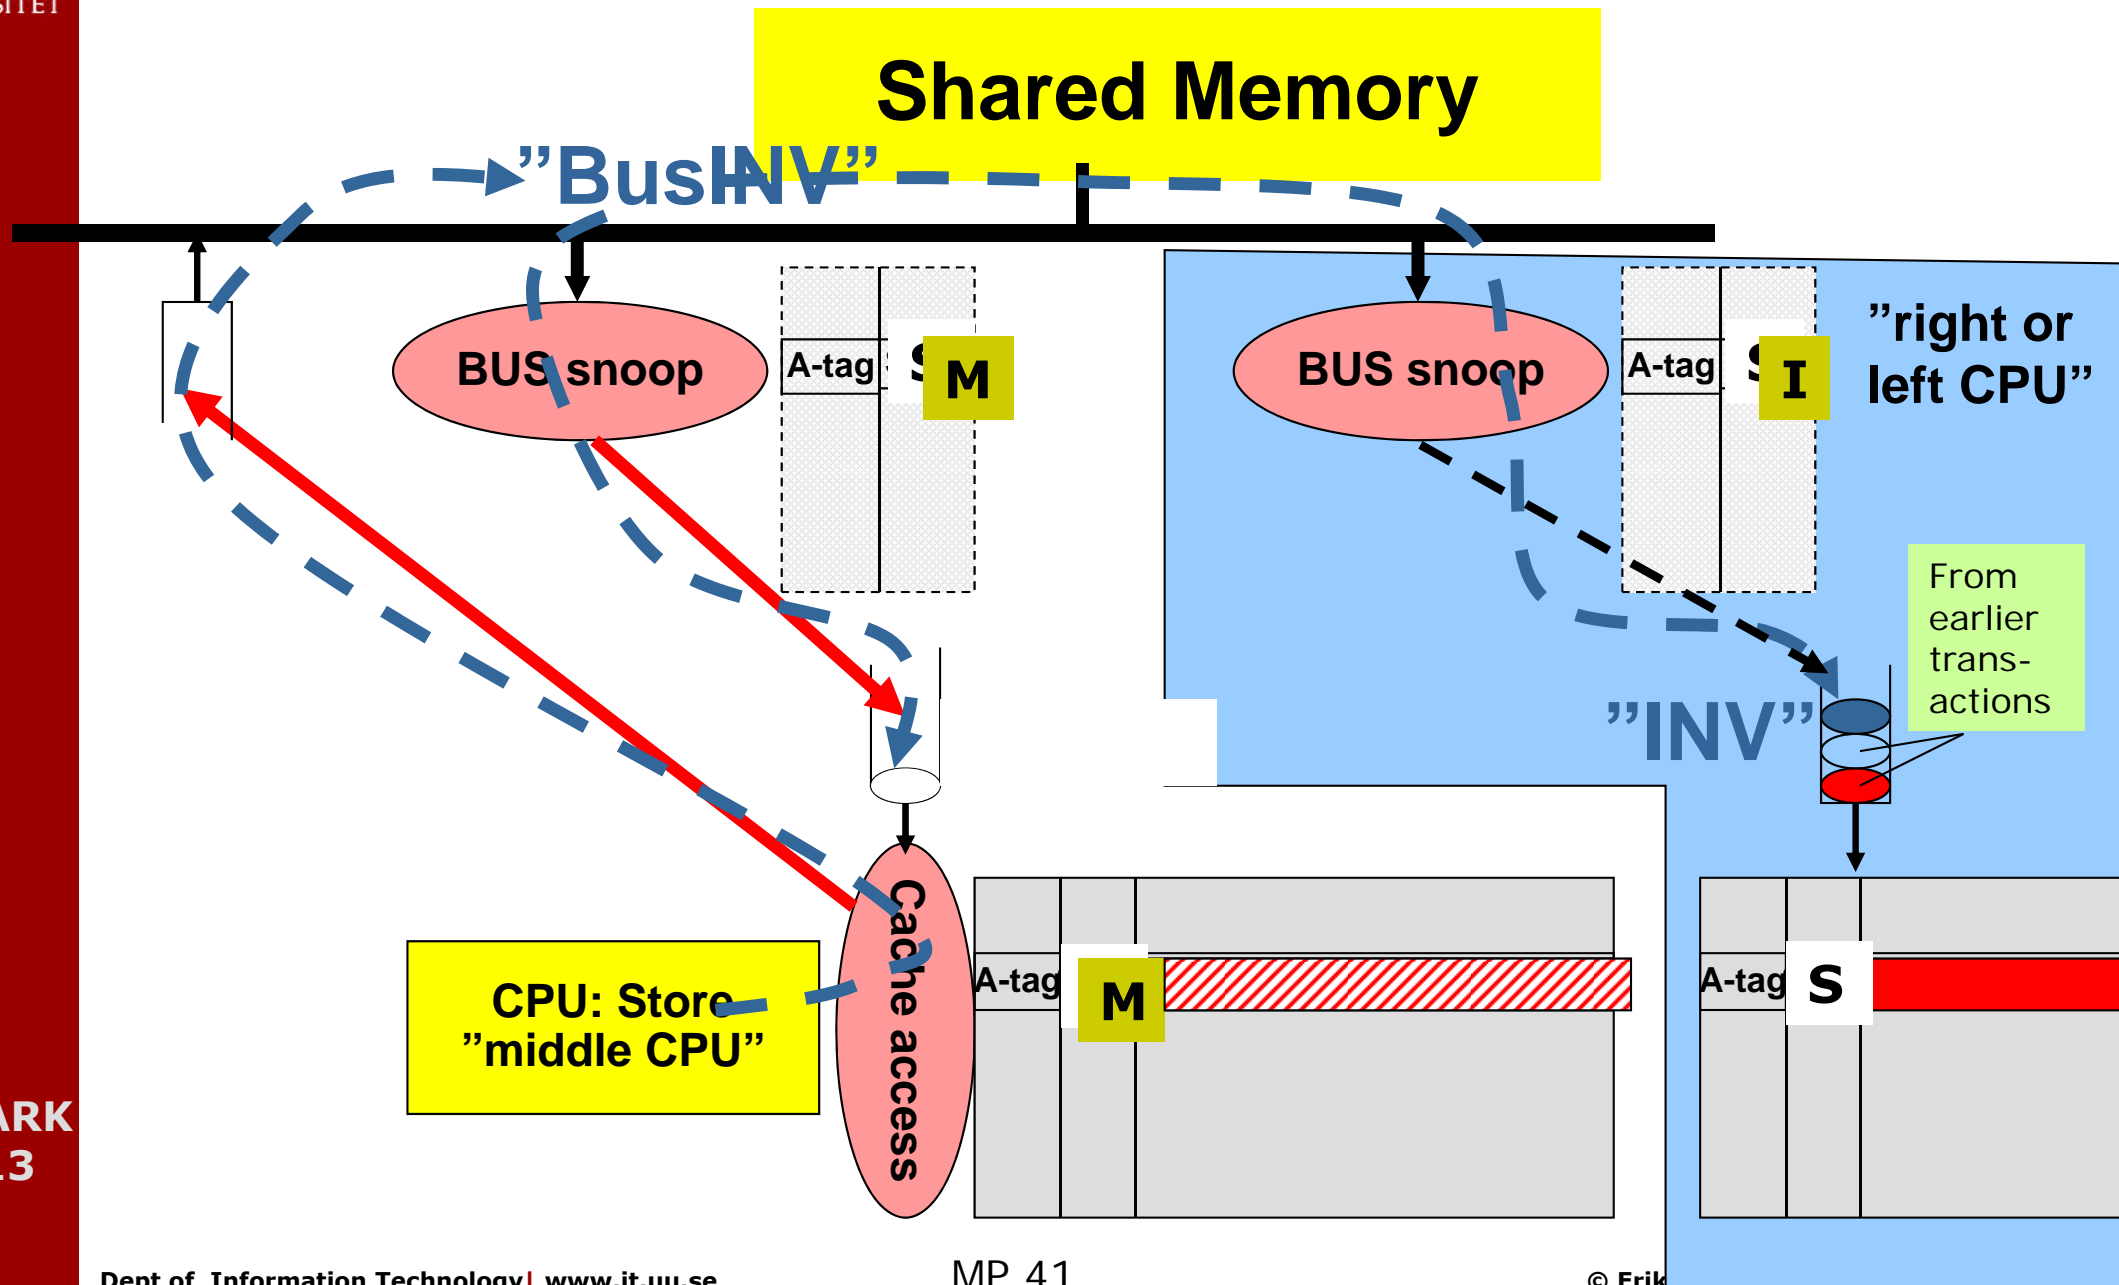 SITET
Shared Memory
”BusINV”
BUS snoop
A-tag
S
M
BUS snoop
A-tag
S
I
”right or
left CPU”
From
earlier
trans-
actions
”INV”
Cache access
CPU: Store
”middle CPU”
A-tag
M
A-tag
S
ARK
13
Dept of Information Technology| www.it.uu.se
MP 41
© Erik